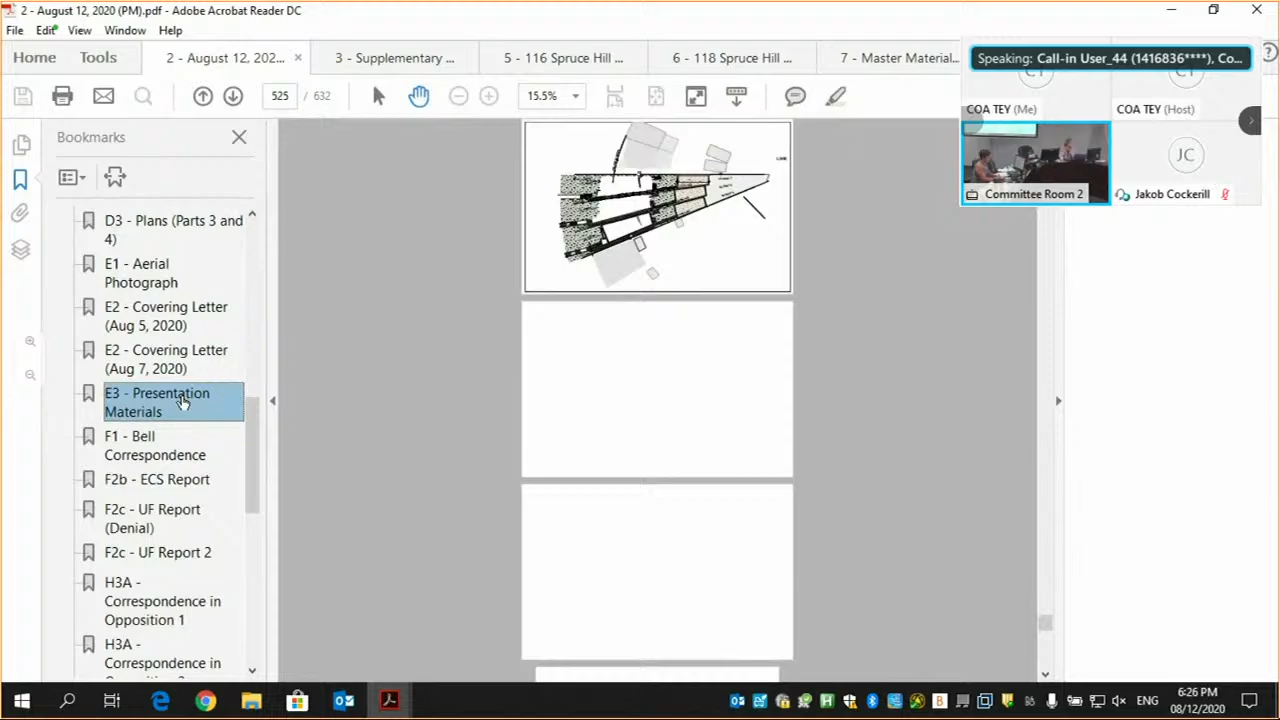 2 - August 12, 2020 (PM).pdf - Adobe Acrobat Reader DC
File Edit View Window Help
Home Tools 2 - August 12, 202... × 3 - Supplementary ... 5 - 116 Spruce Hill ... 6 - 118 Spruce Hill ... 7 - Master Material...
525 / 632 15.5%
Speaking: Call-in User_44 (1416836****), Co...
COA TEY (Me) COA TEY (Host)
JC
Committee Room 2 Jakob Cockerill
Bookmarks
D3 - Plans (Parts 3 and
4)
E1 - Aerial
Photograph
E2 - Covering Letter
(Aug 5, 2020)
E2 - Covering Letter
(Aug 7, 2020)
E3 - Presentation
Materials
F1 - Bell
Correspondence
F2b - ECS Report
F2c - UF Report
(Denial)
F2c - UF Report 2
H3A -
Correspondence in
Opposition 1
H3A -
Correspondence in
ENG
6:26 PM
08/12/2020